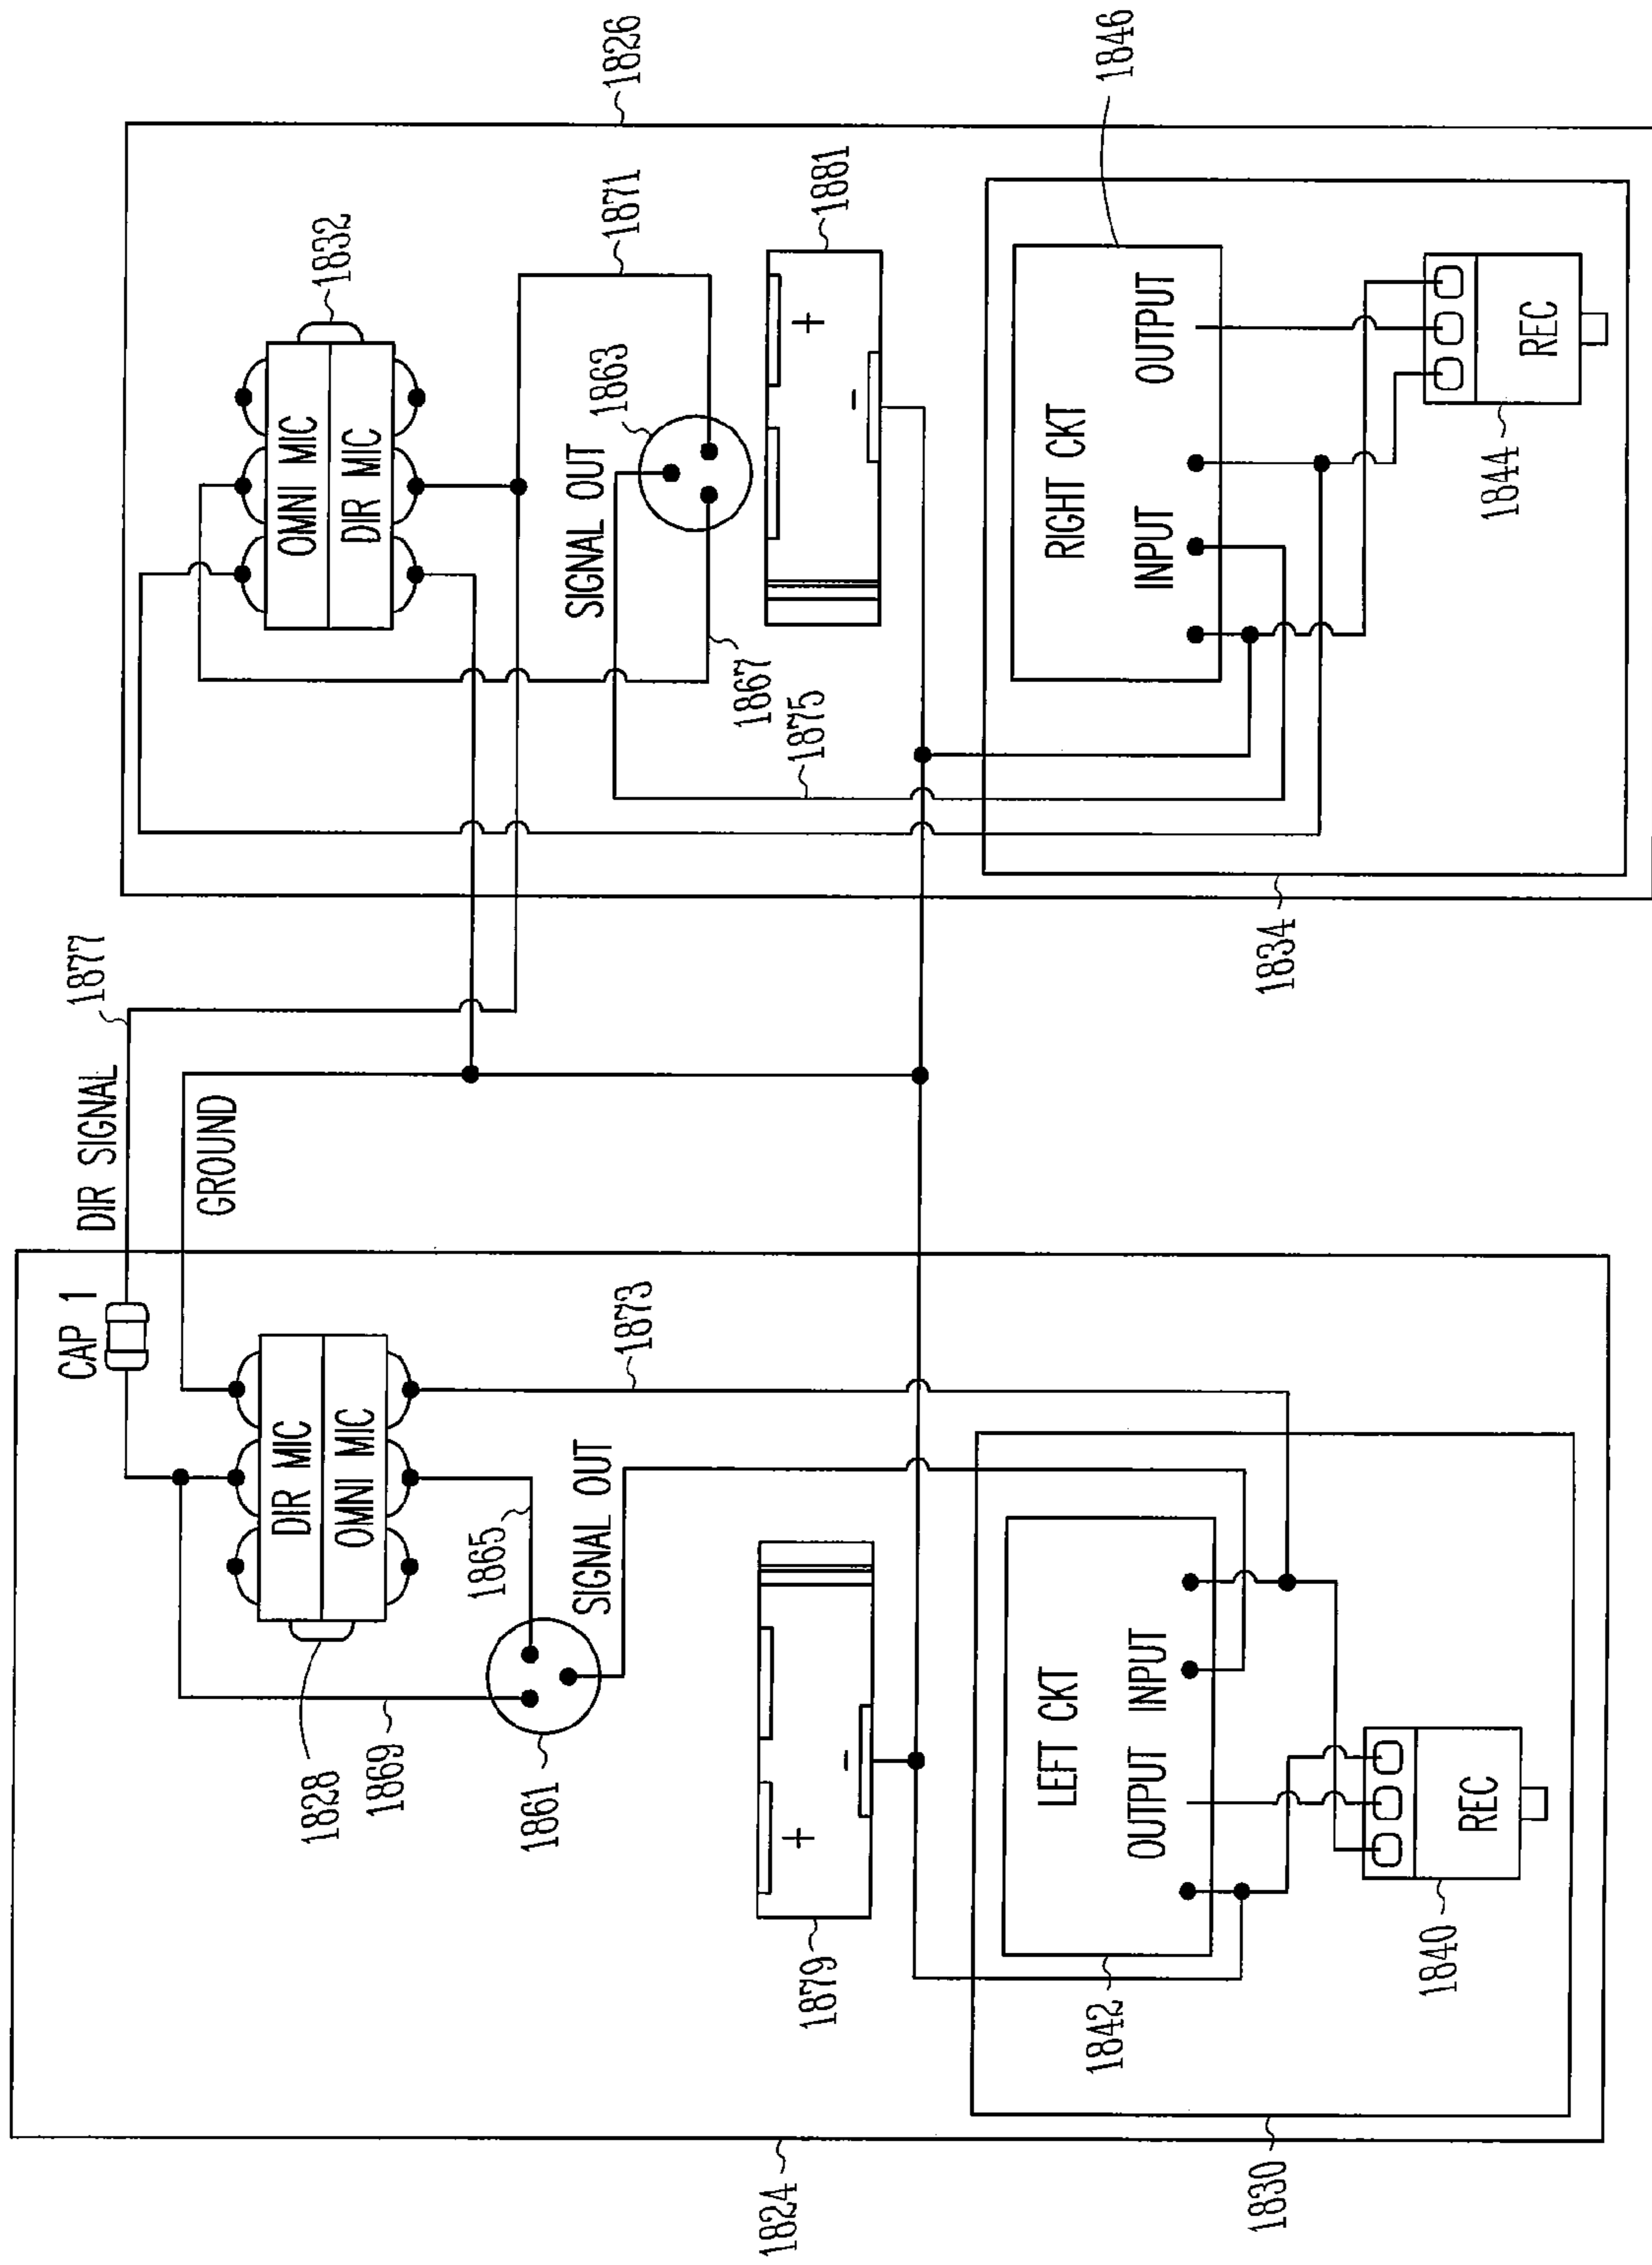 DIR SIGNAL
1877
CAP 1
GROUND
1826
DIR MIC
OMNI MIC
1828
1869
1865
1861
SIGNAL OUT
1873
OMNI MIC
DIR MIC
1832
1871
SIGNAL OUT
1863
1867
1875
1879
+
−
1881
+
−
LEFT CKT
OUTPUT INPUT
1842
REC
1840
1824
1830
RIGHT CKT
INPUT OUTPUT
1846
REC
1844
1834